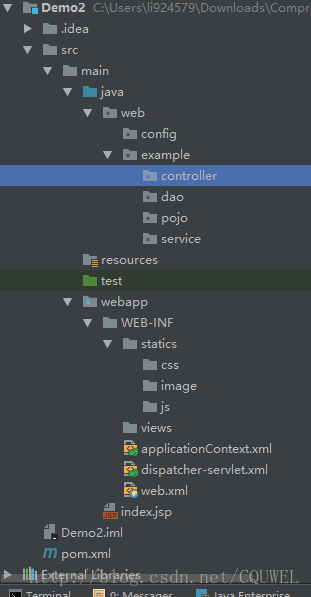 Demo2 C:\Users\li924579\Downloads\Compr
.idea
src
main
java
web
config
example
controller
dao
pojo
service
resources
test
webapp
WEB-INF
statics
css
image
js
views
applicationContext.xml
dispatcher-servlet.xml
web.xml
JSP index.jsp
Demo2.iml
m pom.xml
External Libraries
http://blog.csdn.net/CQUWEL
Terminal 0: Messages Java Enterprise